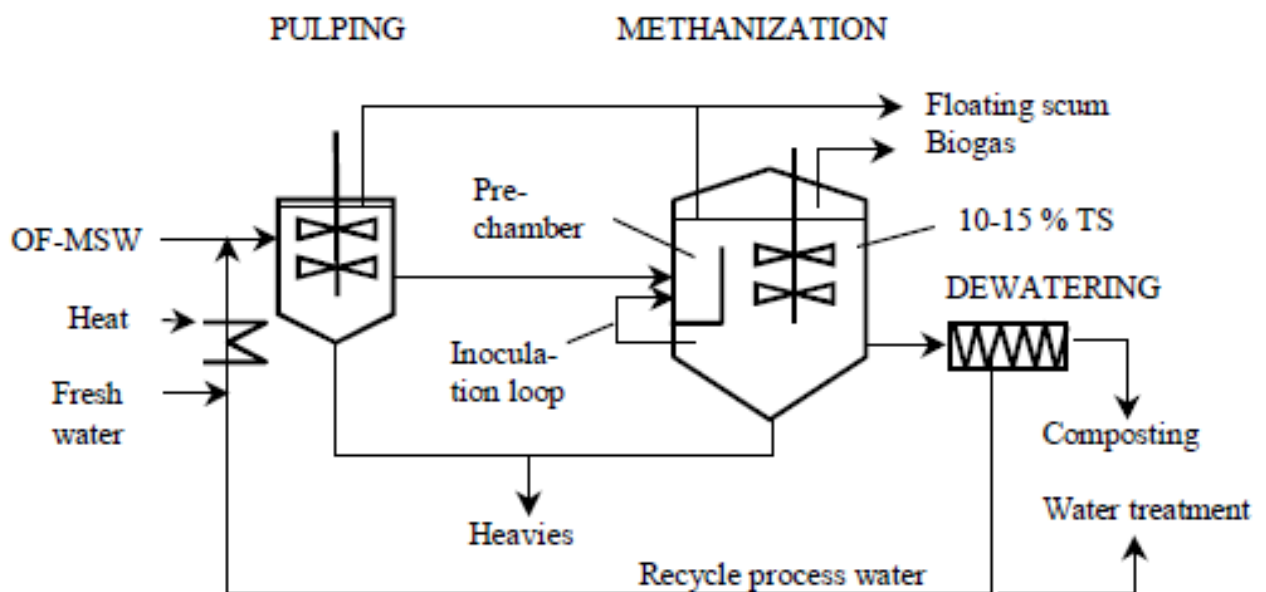 PULPING
METHANIZATION
Floating scum
Biogas
Pre-
chamber
10-15 % TS
OF-MSW
DEWATERING
Heat
Inocula-
tion loop
Fresh
water
Composting
Heavies
Water treatment
Recycle process water